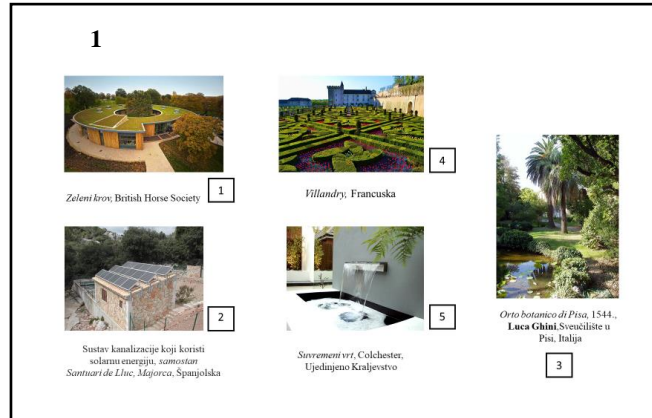 1
Zeleni krov, British Horse Society
1
Villandry, Francuska
4
Sustav kanalizacije koji koristi
solarnu energiju, samostan
Santuari de Lluc, Majorca, Španjolska
2
Suvremeni vrt, Colchester,
Ujedinjeno Kraljevstvo
5
Orto botanico di Pisa, 1544.,
Luca Ghini,Sveučilište u
Pisi, Italija
3